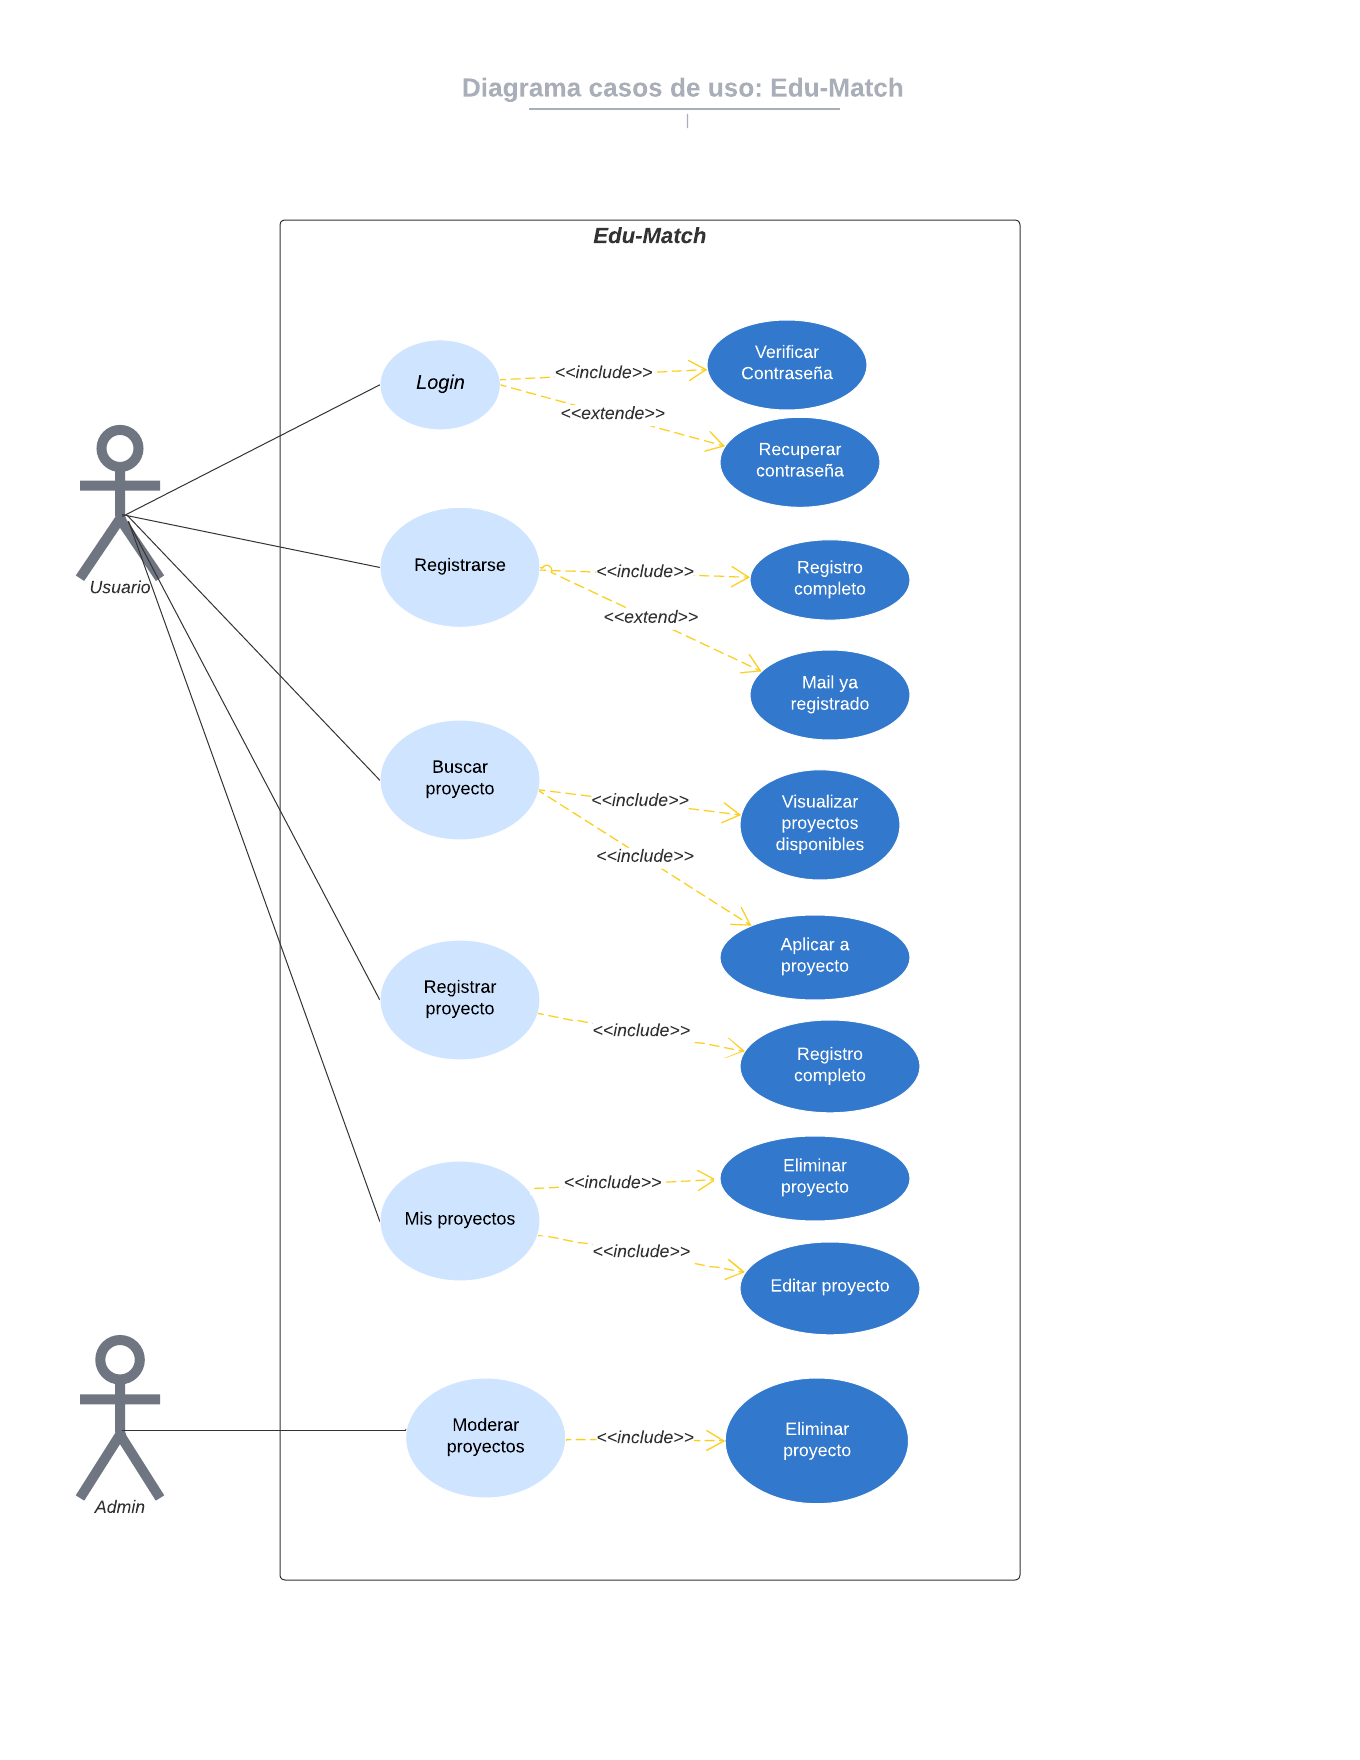 Diagrama casos de uso: Edu-Match
Edu-Match
Login
<<include>>
Verificar
Contraseña
<<extende>>
Recuperar
contraseña
Usuario
Registrarse
<<include>>
Registro
completo
<<extend>>
Mail ya
registrado
Buscar
proyecto
<<include>>
Visualizar
proyectos
disponibles
<<include>>
Aplicar a
proyecto
Registrar
proyecto
<<include>>
Registro
completo
Mis proyectos
<<include>>
Eliminar
proyecto
<<include>>
Editar proyecto
Admin
Moderar
proyectos
<<include>>
Eliminar
proyecto